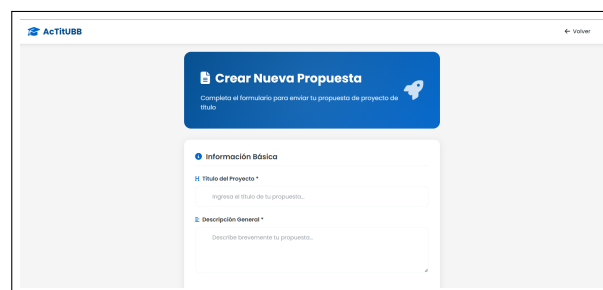 AcTitUBB
← Volver
Crear Nueva Propuesta
Completa el formulario para enviar tu propuesta de proyecto de
título
Información Básica
Título del Proyecto *
Ingresa el título de tu propuesta...
Descripción General *
Describe brevemente tu propuesta...